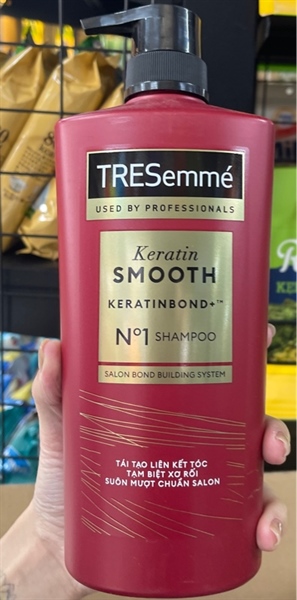 TRESemmé
USED BY PROFESSIONALS
Keratin
SMOOTH
KERATINBOND+™
Nº1 SHAMPOO
SALON BOND BUILDING SYSTEM
TÁI TẠO LIÊN KẾT TÓC
TẠM BIỆT XƠ RỐI
SUÔN MƯỢT CHUẨN SALON